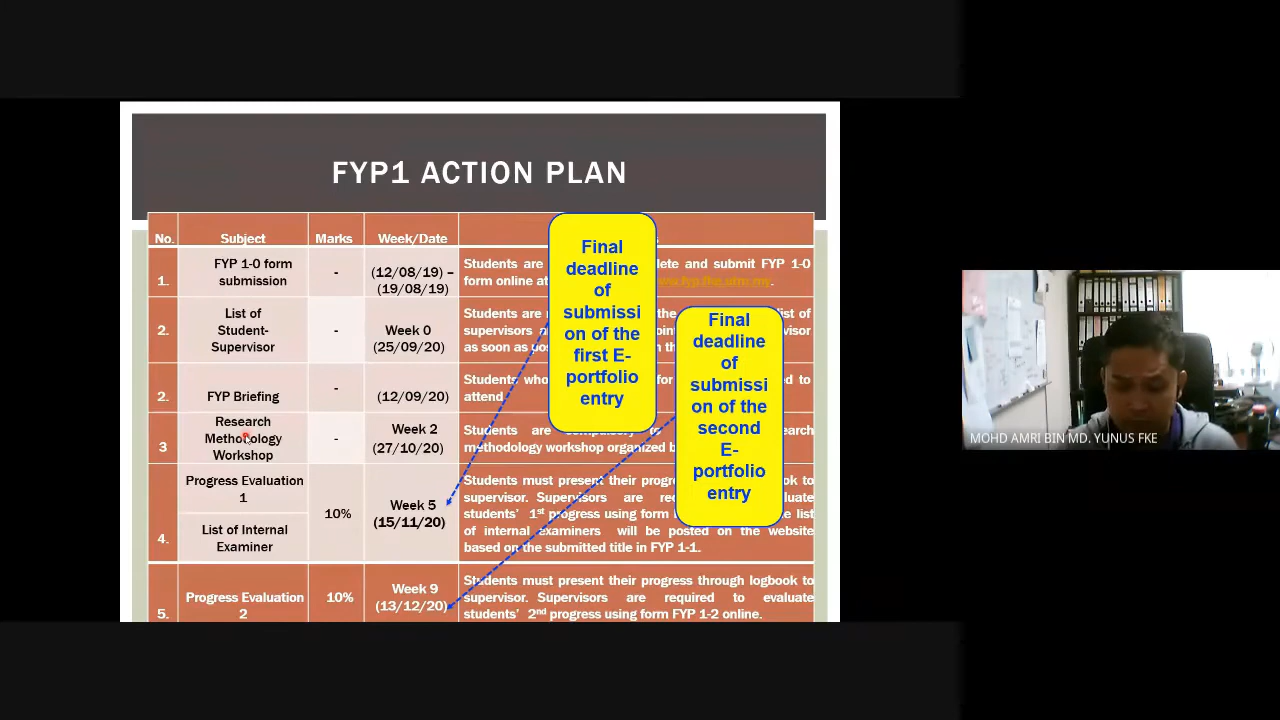 FYP1 ACTION PLAN
No.
Subject
Marks
Week/Date
1.
FYP 1-0 form
submission
-
(12/08/19) –
(19/08/19)
Students are
lete and submit FYP 1-0
form online at
2.
List of
Student-
Supervisor
-
Week 0
(25/09/20)
Students are
the
list of
supervisors
as soon as
2.
FYP Briefing
-
(12/09/20)
Students who
for
ed to
attend
3
Research
Methodology
Workshop
-
Week 2
(27/10/20)
Students are compulsory to
methodology workshop organized
4.
Progress Evaluation
1
List of Internal
Examiner
10%
Week 5
(15/11/20)
Students must present their
to
supervisor. Supervisors are
students' 1st progress using form
list
of internal examiners will be posted on the website
based on the submitted title in FYP 1-1.
5.
Progress Evaluation
2
10%
Week 9
(13/12/20)
Students must present their progress through logbook to
supervisor. Supervisors are required to evaluate
students' 2nd progress using form FYP 1-2 online.
Final
deadline
of
submissi
on of the
first E-
portfolio
entry
Final
deadline
of
submissi
on of the
second
E-
portfolio
entry
MOHD AMRI BIN MD. YUNUS FKE